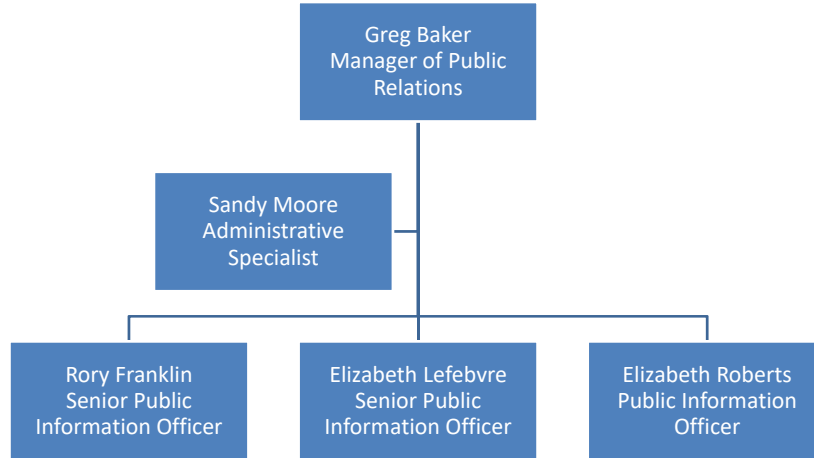 Greg Baker
Manager of Public
Relations
Sandy Moore
Administrative
Specialist
Rory Franklin
Senior Public
Information Officer
Elizabeth Lefebvre
Senior Public
Information Officer
Elizabeth Roberts
Public Information
Officer